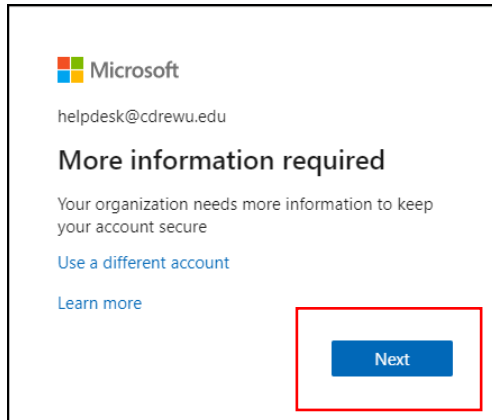 Microsoft
helpdesk@cdrewu.edu
More information required
Your organization needs more information to keep
your account secure
Use a different account
Learn more
Next